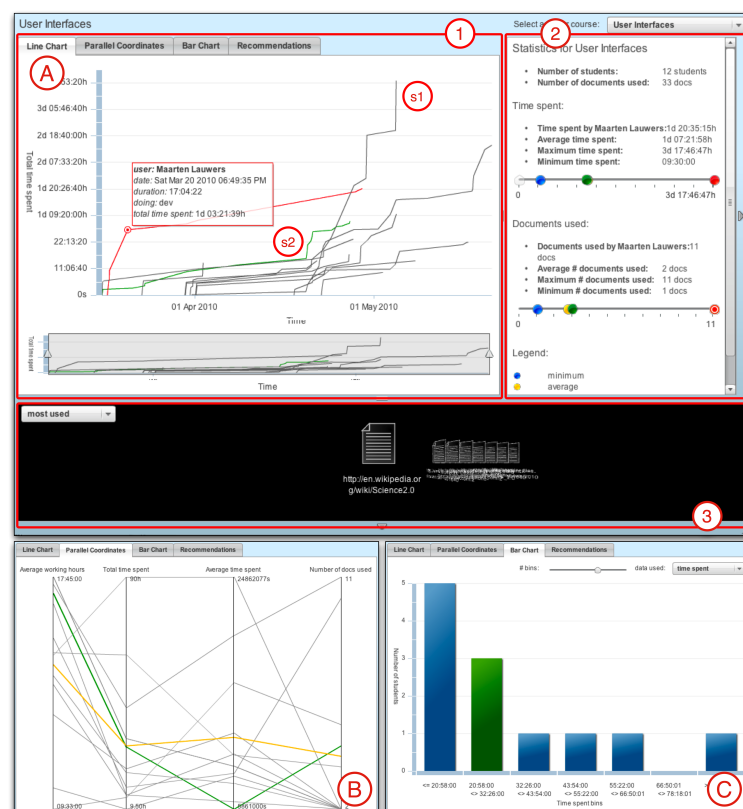 User Interfaces
Select a
course:
User Interfaces
Line Chart
Parallel Coordinates
Bar Chart
Recommendations
1
2
A
53:20h
3d 05:46:40h
2d 18:40:00h
2d 07:33:20h
1d 20:26:40h
1d 09:20:00h
22:13:20
11:06:40
0s
Total time spent
s1
s2
user: Maarten Lauwers
date: Sat Mar 20 2010 06:49:35 PM
duration: 17:04:22
doing: dev
total time spent: 1d 03:21:39h
01 Apr 2010
01 May 2010
Time
Total time spent
Time
Statistics for User Interfaces
• Number of students: 12 students
• Number of documents used: 33 docs
Time spent:
• Time spent by Maarten Lauwers:1d 20:35:15h
• Average time spent: 1d 07:21:58h
• Maximum time spent: 3d 17:46:47h
• Minimum time spent: 09:30:00
0 3d 17:46:47h
Documents used:
• Documents used by Maarten Lauwers:11
docs
• Average # documents used: 2 docs
• Maximum # documents used: 11 docs
• Minimum # documents used: 1 docs
0 11
Legend:
minimum
average
most used
http://en.wikipedia.or
g/wiki/Science2.0
3
Line Chart
Parallel Coordinates
Bar Chart
Recommendations
Average working hours
Total time spent
Average time spent
Number of docs used
17:45:00
90h
24862077s
11
09:33:00
9.50h
B
Line Chart
Parallel Coordinates
Bar Chart
Recommendations
# bins:
data used:
time spent
5
4
3
2
1
0
Number of students
<= 20:58:00
20:58:00
<> 32:26:00
32:26:00
<> 43:54:00
43:54:00
<> 55:22:00
55:22:00
<> 66:50:01
66:50:01
<> 78:18:01
Time spent bins
C